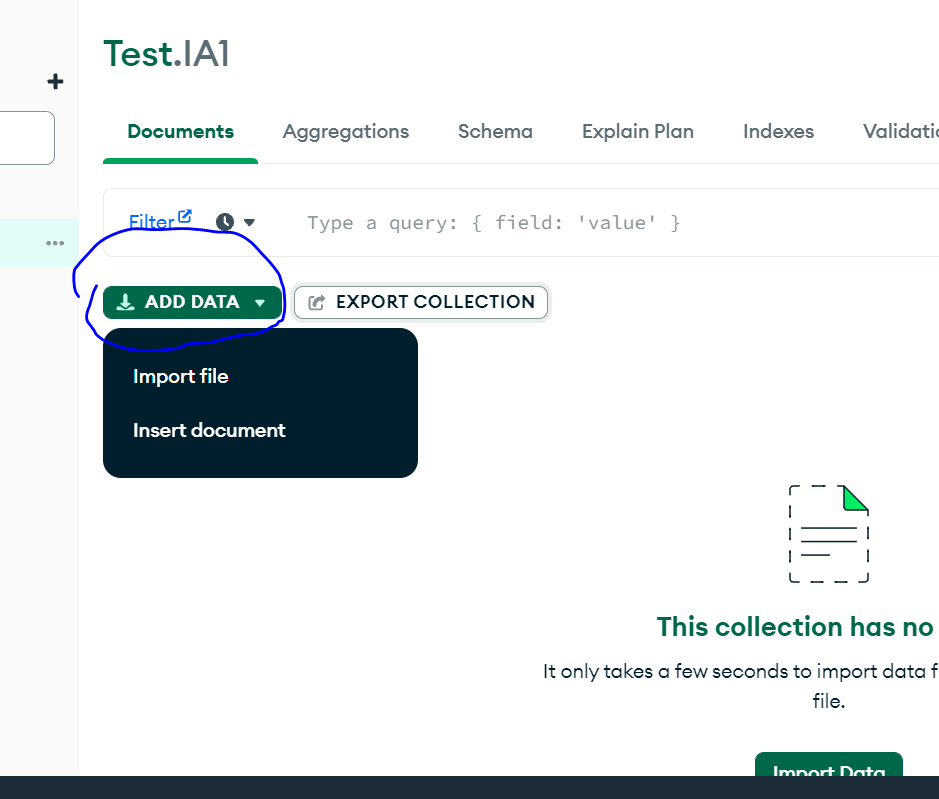 Test.IA1
Documents Aggregations Schema Explain Plan Indexes
Filter Type a query: { field: 'value' }
ADD DATA EXPORT COLLECTION
Import file
Insert document
This collection has no
It only takes a few seconds to import data
file.
Import Data